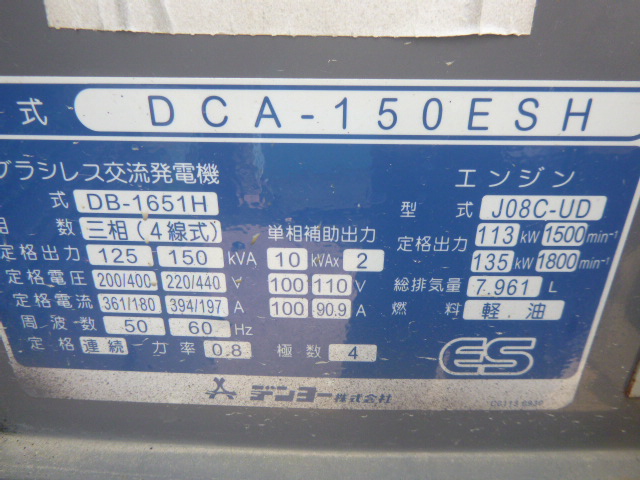 式 DCA-150ESH
ブラシレス交流発電機
式 DB-1651H
相数 三相(4線式)
定格出力 125 150 kVA
定格電圧 200/400 220/440 V
定格電流 361/180 394/197 A
周波数 50 60 Hz
定格 連続 力率 0.8 極数 4
単相補助出力
10 kVAx 2
100 110 V
100 90.9 A
エンジン
型式 J08C-UD
定格出力 113 kW 1500 min⁻¹
135 kW 1800 min⁻¹
総排気量 7.961 L
燃料 軽油
ES
デンヨー株式会社